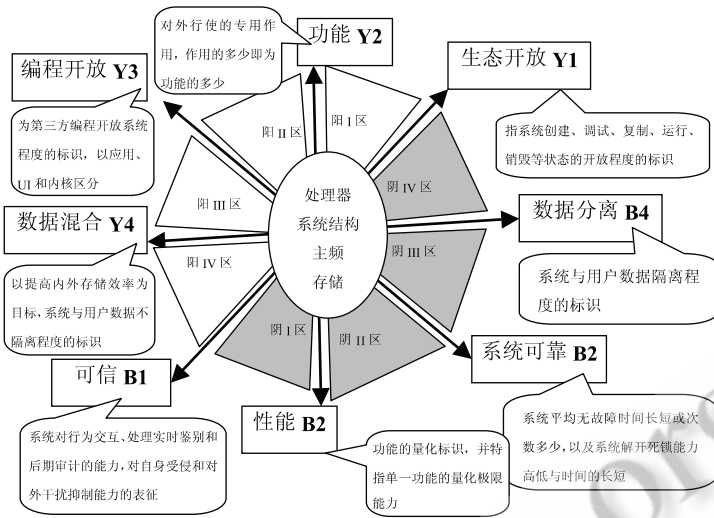 对外行使的专用作
用，作用的多少即为
功能的多少
功能 Y2
生态开放 Y1
编程开放 Y3
为第三方编程开放系统
程度的标识，以应用、
UI 和内核区分
指系统创建、调试、复制、运行、
销毁等状态的开放程度的标识
阳 II 区
阳 I 区
阳 III 区
阴 IV 区
处理器
系统结构
主频
存储
数据混合 Y4
数据分离 B4
阳 IV 区
阴 III 区
以提高内外存储效率为
目标，系统与用户数据不
隔离程度的标识
系统与用户数据隔离程
度的标识
阴 I 区
阴 II 区
可信 B1
系统可靠 B2
性能 B2
系统对行为交互、处理实时鉴别和
后期审计的能力，对自身受侵和对
外干扰抑制能力的表征
功能的量化标识，并特
指单一功能的量化极限
能力
系统平均无故障时间长短或次
数多少，以及系统解开死锁能力
高低与时间的长短